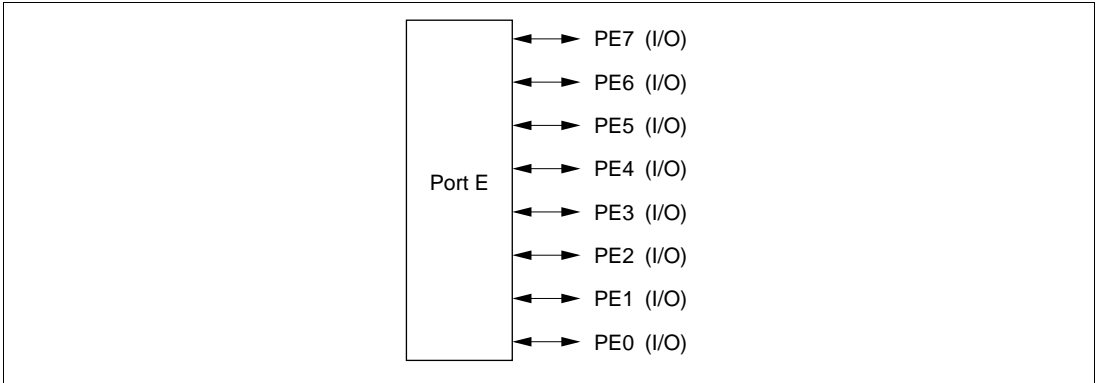 PE7 (I/O)
PE6 (I/O)
PE5 (I/O)
PE4 (I/O)
Port E
PE3 (I/O)
PE2 (I/O)
PE1 (I/O)
PE0 (I/O)